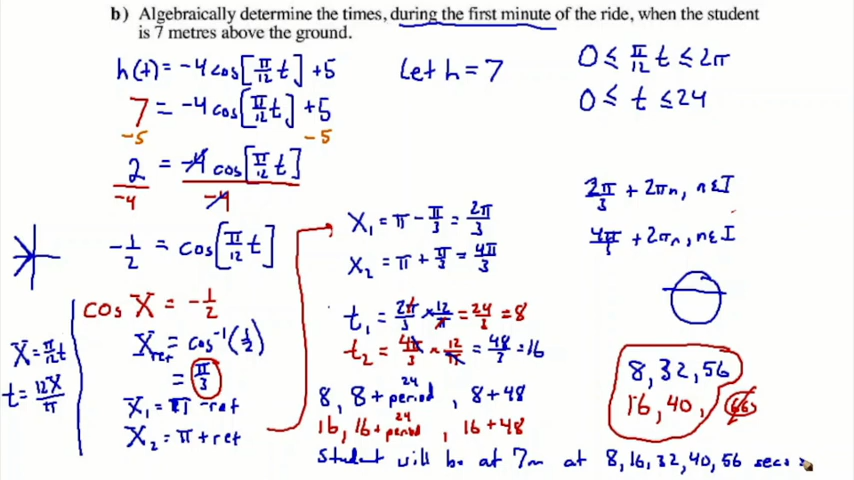 b) Algebraically determine the times, during the first minute of the ride, when the student
is 7 metres above the ground.
h(t) = -4cos[π/12 t] + 5
7 = -4cos[π/12 t] + 5
-5 -5
2 = -4cos[π/12 t]
-4 -4
-1/2 = cos[π/12 t]
Let h = 7
0 ≤ π/12 t ≤ 2π
0 ≤ t ≤ 24
X = π/12 t
t = 12X/π
cos X = -1/2
X ref = cos⁻¹(1/2)
= π/3
X₁ = π - ref
X₂ = π + ref
X₁ = π - π/3 = 2π/3
X₂ = π + π/3 = 4π/3
t₁ = 2π/3 × 12/π = 24/3 = 8
t₂ = 4π/3 × 12/π = 48/3 = 16
24
8, 8 + period, 8 + 48
24
16, 16 + period, 16 + 48
2π/3 + 2πn, n ε I
4π/3 + 2πn, n ε I
8, 32, 56
16, 40,
Student will be at 7m at 8, 16, 32, 40, 56 secs